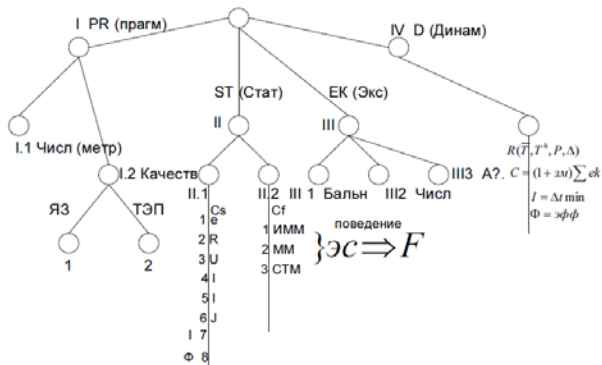 I PR (прагм)
IV D (Динам)
ST (Стат)
ЕК (Экс)
II
III
I.1 Числ (метр)
I.2 Качеств
II.1
II.2
III 1 Бальн
III2 Числ
III3 А?.
R(T̅, Tᵏ, P, Δ)
C = (1 + зм) ∑ ek
I = Δt min
Ф = эфф
ЯЗ
ТЭП
1
2
Cs
1 e
2 R
3 U
4 I
5 I
6 J
I 7
Ф 8
Cf
1 ИММ
2 ММ
3 СТМ
поведение
}эс⇒F